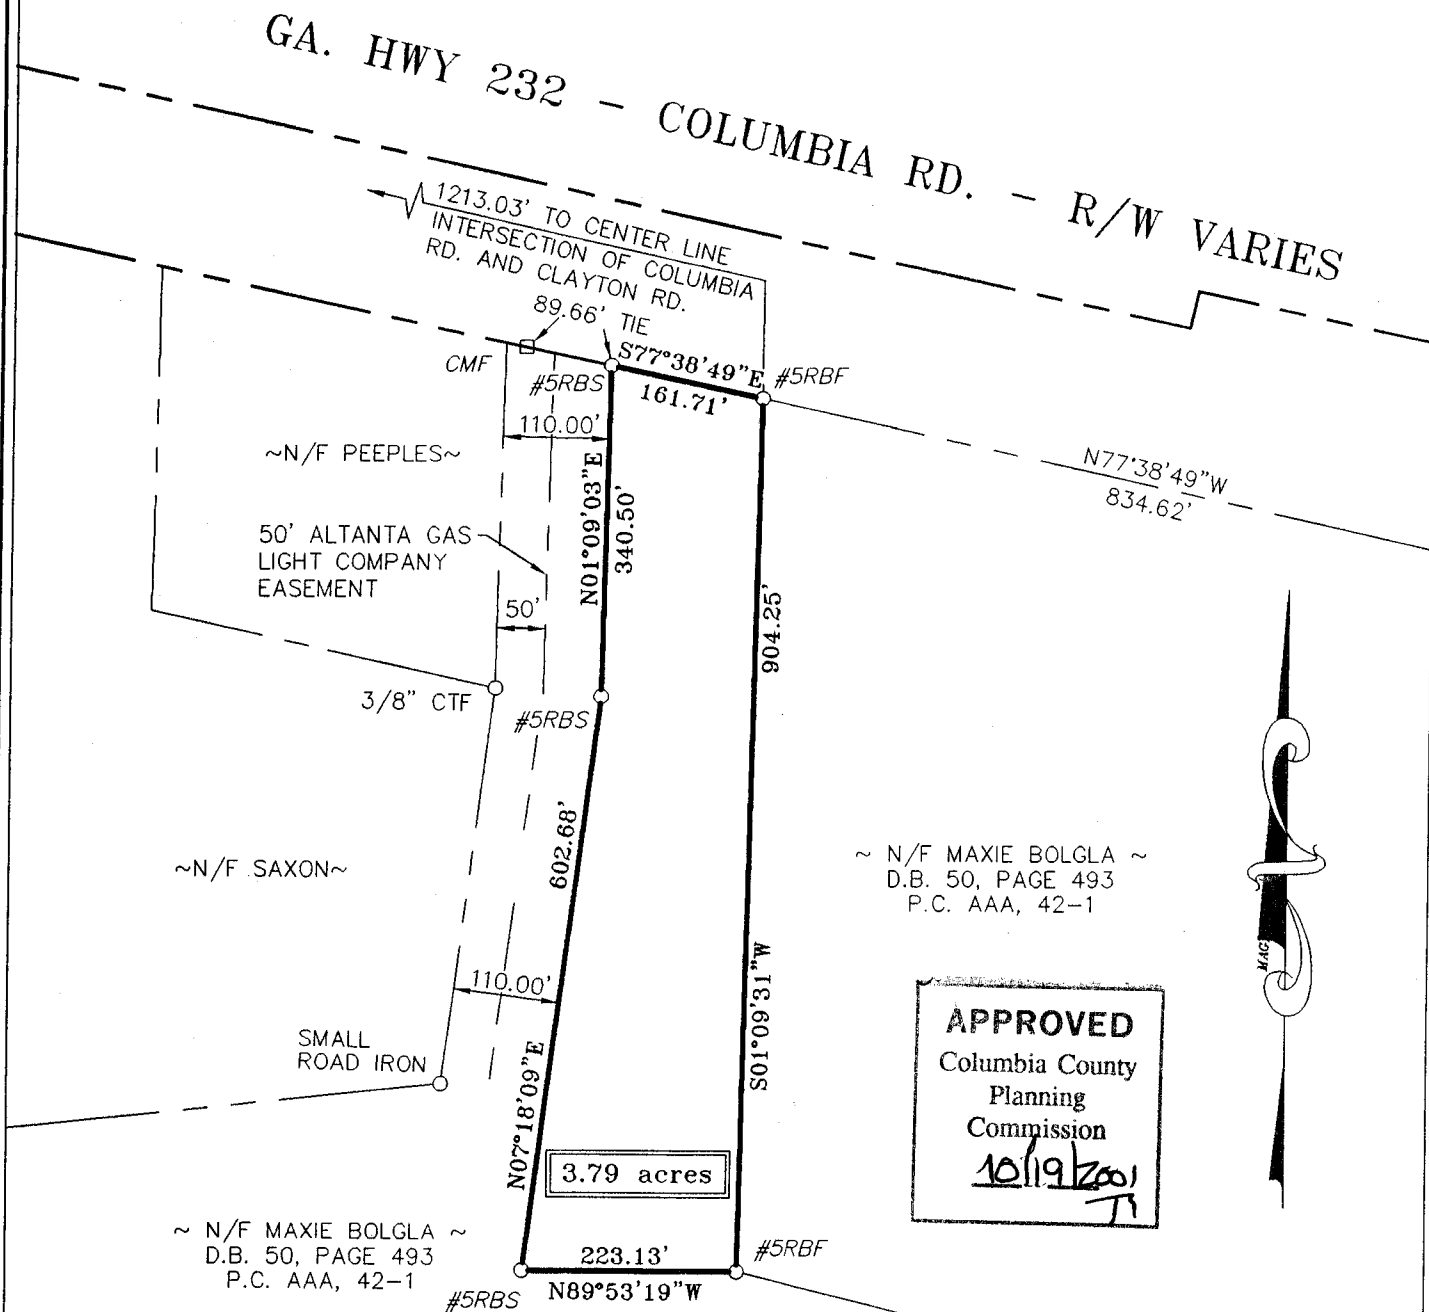 GA. HWY 232 - COLUMBIA RD. - R/W VARIES
1213.03' TO CENTER LINE
INTERSECTION OF COLUMBIA
RD. AND CLAYTON RD.
89.66' TIE
CMF
#5RBS
S77°38'49"E
161.71'
#5RBF
110.00'
~N/F PEEPLES~
N01°09'03"E
340.50'
N77°38'49"W
834.62'
50' ALTANTA GAS
LIGHT COMPANY
EASEMENT
50'
904.25'
3/8" CTF
#5RBS
602.68'
~N/F SAXON~
~ N/F MAXIE BOLGLA ~
D.B. 50, PAGE 493
P.C. AAA, 42-1
MAG
110.00'
S01°09'31"W
SMALL
ROAD IRON
N07°18'09"E
APPROVED
Columbia County
Planning
Commission
10/19/2001
3.79 acres
~ N/F MAXIE BOLGLA ~
D.B. 50, PAGE 493
P.C. AAA, 42-1
223.13'
N89°53'19"W
#5RBF
#5RBS